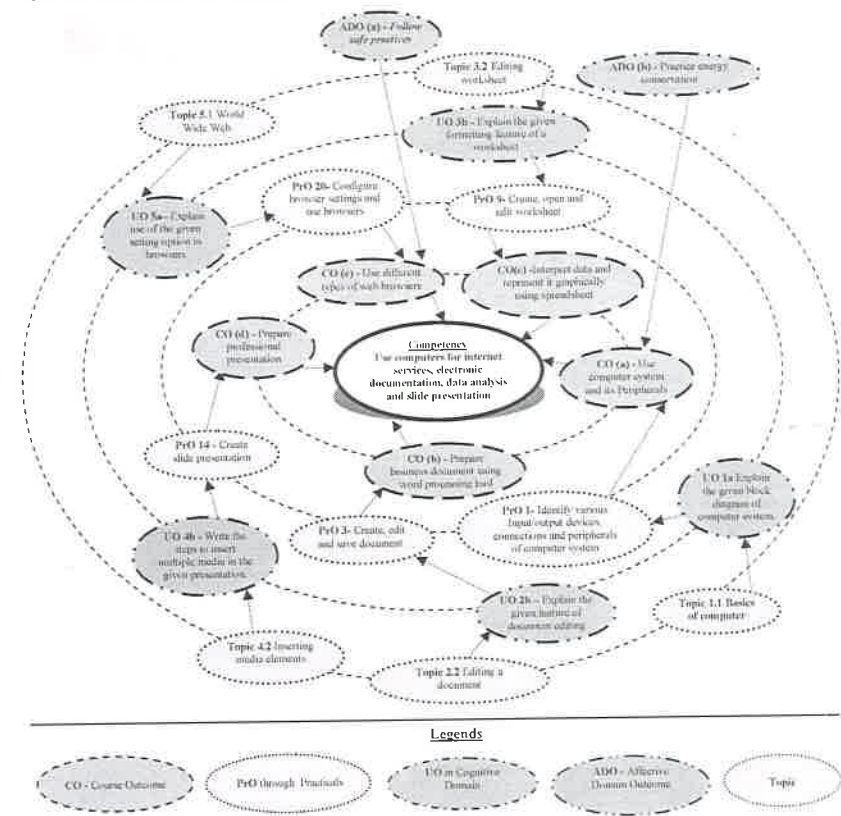 ADO (a) - Follow
safe practices
Topic 3.2 Editing
worksheet
ADO (b) - Practice energy
conservation
Topic 5.1 World
Wide Web
UO 3b - Explain the given
formatting feature of a
worksheet
PrO 20- Configure
browser settings and
use browsers
PrO 9- Create, open and
edit worksheet
UO 5a - Explain
use of the given
setting option in
browsers
CO (e) - Use different
types of web browsers
CO(c) -Interpret data and
represent it graphically
using spreadsheet
CO (d) - Prepare
professional
presentation
Competency
Use computers for internet
services, electronic
documentation, data analysis
and slide presentation
CO (a) - Use
computer system
and its Peripherals
PrO 14 - Create
slide presentation
CO (b) - Prepare
business document using
word processing tool
UO 1a Explain
the given block
diagram of
computer system
PrO 1- Identify various
Input/output devices,
connections and peripherals
of computer system
PrO 3- Create, edit
and save document
UO 4b - Write the
steps to insert
multiple media in the
given presentation.
UO 2b - Explain the
given feature of
document editing
Topic 1.1 Basics
of computer
Topic 4.2 Inserting
media elements
Topic 2.2 Editing a
document
Legends
CO - Course Outcome
PrO through Practicals
UO in Cognitive
Domain
ADO - Affective
Domain Outcome
Topic